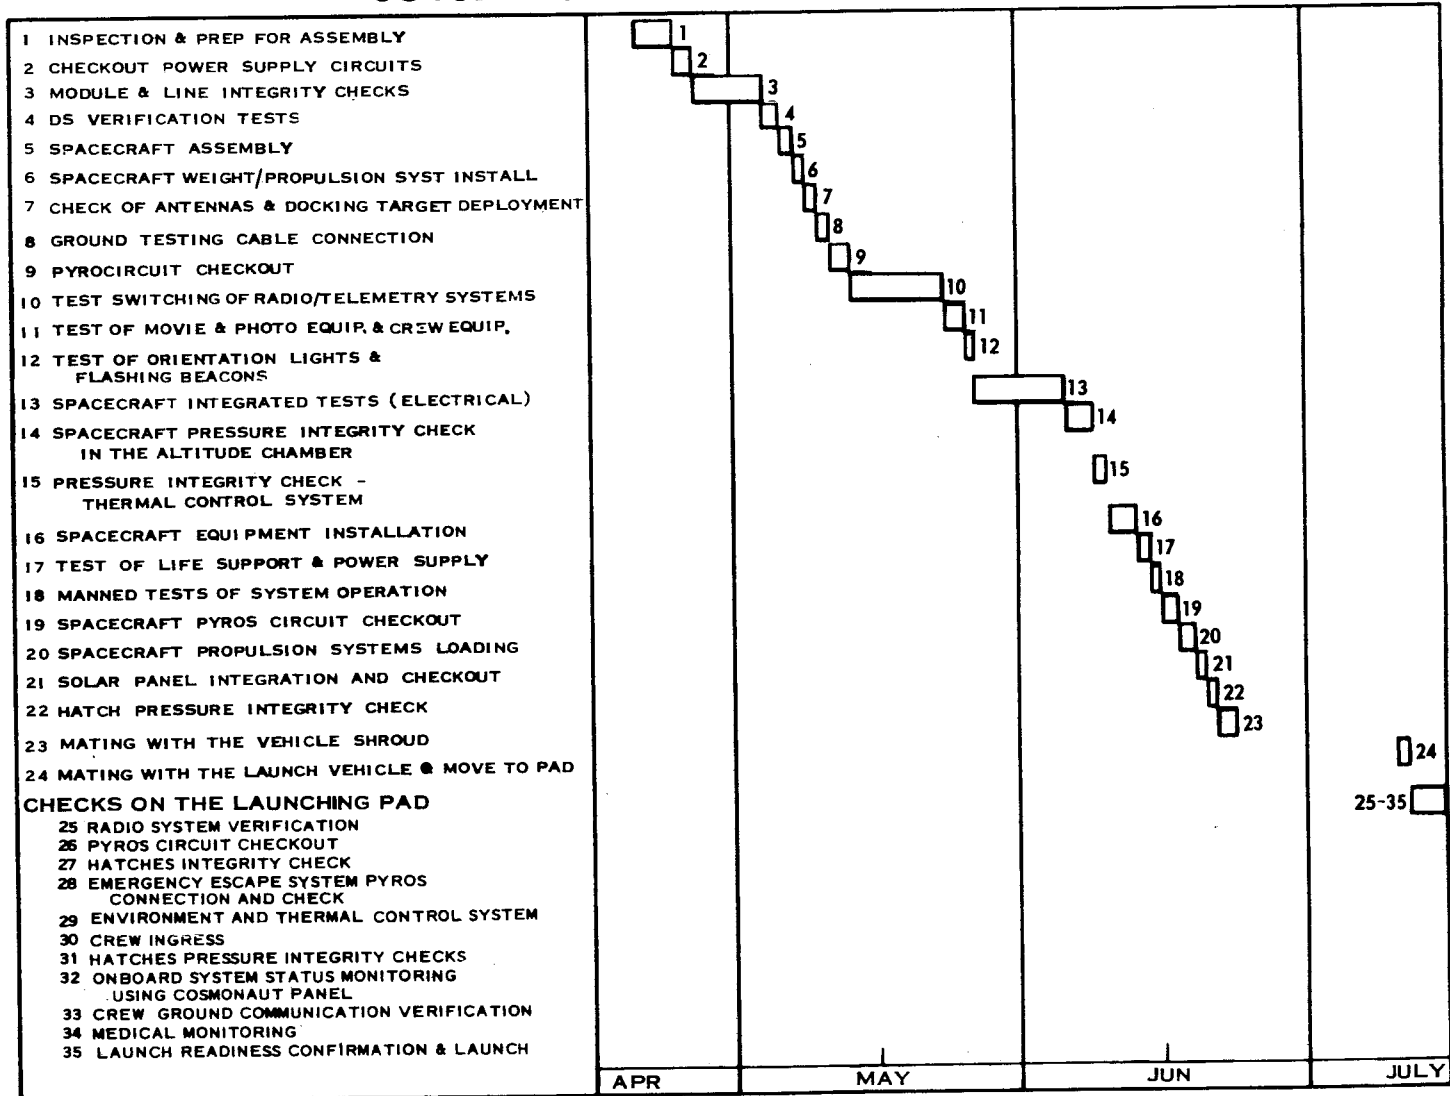 1 INSPECTION & PREP FOR ASSEMBLY
2 CHECKOUT POWER SUPPLY CIRCUITS
3 MODULE & LINE INTEGRITY CHECKS
4 DS VERIFICATION TESTS
5 SPACECRAFT ASSEMBLY
6 SPACECRAFT WEIGHT/PROPULSION SYST INSTALL
7 CHECK OF ANTENNAS & DOCKING TARGET DEPLOYMENT
8 GROUND TESTING CABLE CONNECTION
9 PYROCIRCUIT CHECKOUT
10 TEST SWITCHING OF RADIO/TELEMETRY SYSTEMS
11 TEST OF MOVIE & PHOTO EQUIP. & CREW EQUIP.
12 TEST OF ORIENTATION LIGHTS &
FLASHING BEACONS
13 SPACECRAFT INTEGRATED TESTS (ELECTRICAL)
14 SPACECRAFT PRESSURE INTEGRITY CHECK
IN THE ALTITUDE CHAMBER
15 PRESSURE INTEGRITY CHECK -
THERMAL CONTROL SYSTEM
16 SPACECRAFT EQUIPMENT INSTALLATION
17 TEST OF LIFE SUPPORT & POWER SUPPLY
18 MANNED TESTS OF SYSTEM OPERATION
19 SPACECRAFT PYROS CIRCUIT CHECKOUT
20 SPACECRAFT PROPULSION SYSTEMS LOADING
21 SOLAR PANEL INTEGRATION AND CHECKOUT
22 HATCH PRESSURE INTEGRITY CHECK
23 MATING WITH THE VEHICLE SHROUD
24 MATING WITH THE LAUNCH VEHICLE & MOVE TO PAD
CHECKS ON THE LAUNCHING PAD
25 RADIO SYSTEM VERIFICATION
26 PYROS CIRCUIT CHECKOUT
27 HATCHES INTEGRITY CHECK
28 EMERGENCY ESCAPE SYSTEM PYROS
CONNECTION AND CHECK
29 ENVIRONMENT AND THERMAL CONTROL SYSTEM
30 CREW INGRESS
31 HATCHES PRESSURE INTEGRITY CHECKS
32 ONBOARD SYSTEM STATUS MONITORING
USING COSMONAUT PANEL
33 CREW GROUND COMMUNICATION VERIFICATION
34 MEDICAL MONITORING
35 LAUNCH READINESS CONFIRMATION & LAUNCH
1
2
3
4
5
6
7
8
9
10
11
12
13
14
15
16
17
18
19
20
21
22
23
24
25-35
APR MAY JUN JULY